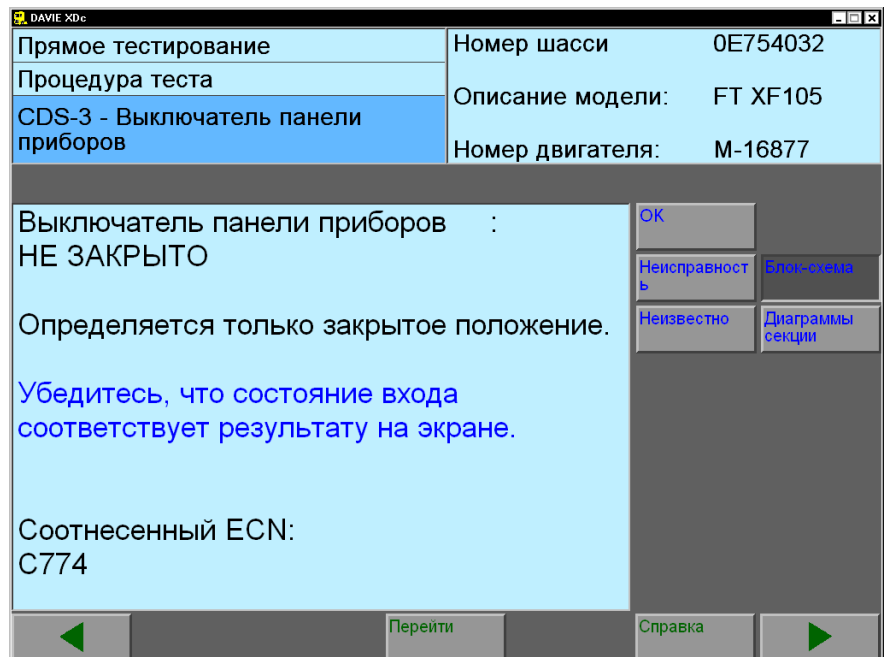 DAVIE XDc
Прямое тестирование
Процедура теста
CDS-3 - Выключатель панели
приборов
Номер шасси 0E754032
Описание модели: FT XF105
Номер двигателя: M-16877
Выключатель панели приборов :
НЕ ЗАКРЫТО
Определяется только закрытое положение.
Убедитесь, что состояние входа
соответствует результату на экране.
Соотнесенный ECN:
C774
OK
Неисправност
ь
Блок-схема
Неизвестно
Диаграммы
секции
Перейти
Справка